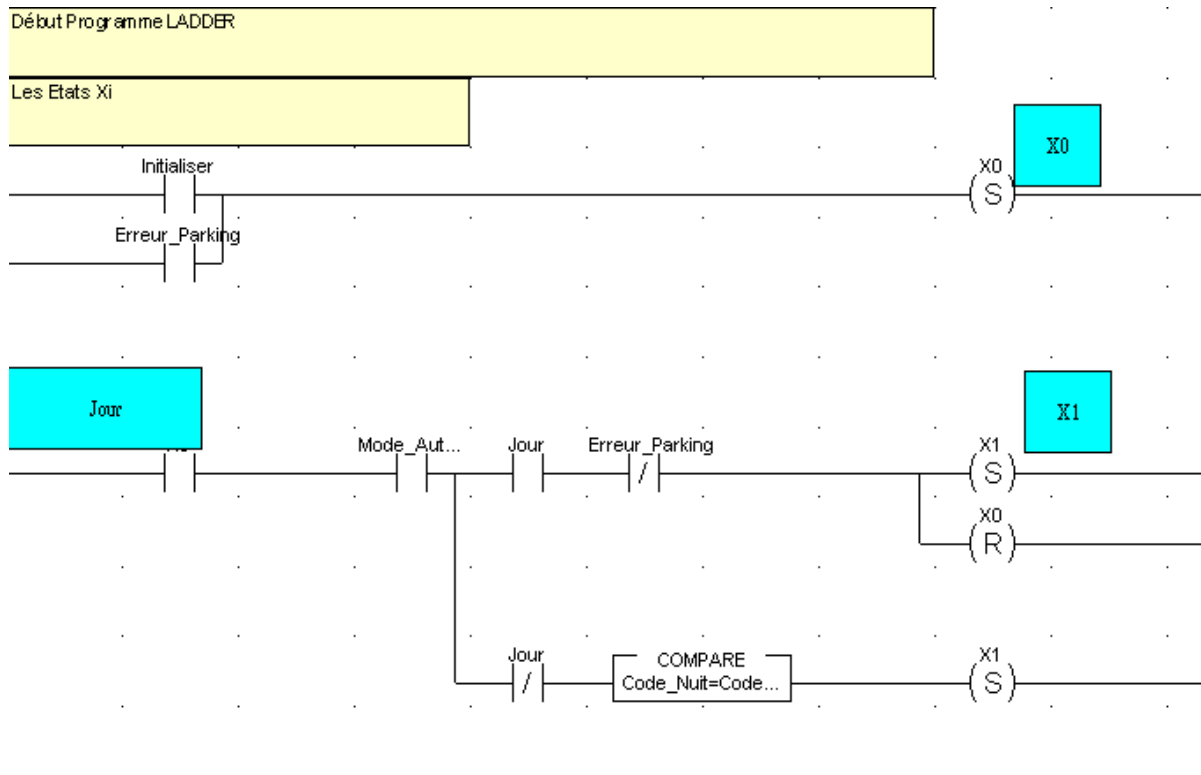 Début Programme LADDER
Les Etats Xi
X0
Initialiser
X0
S
Erreur_Parking
Jour
X1
Mode_Aut...
Jour
Erreur_Parking
X1
/
S
X0
R
Jour
COMPARE
X1
/
Code_Nuit=Code...
S